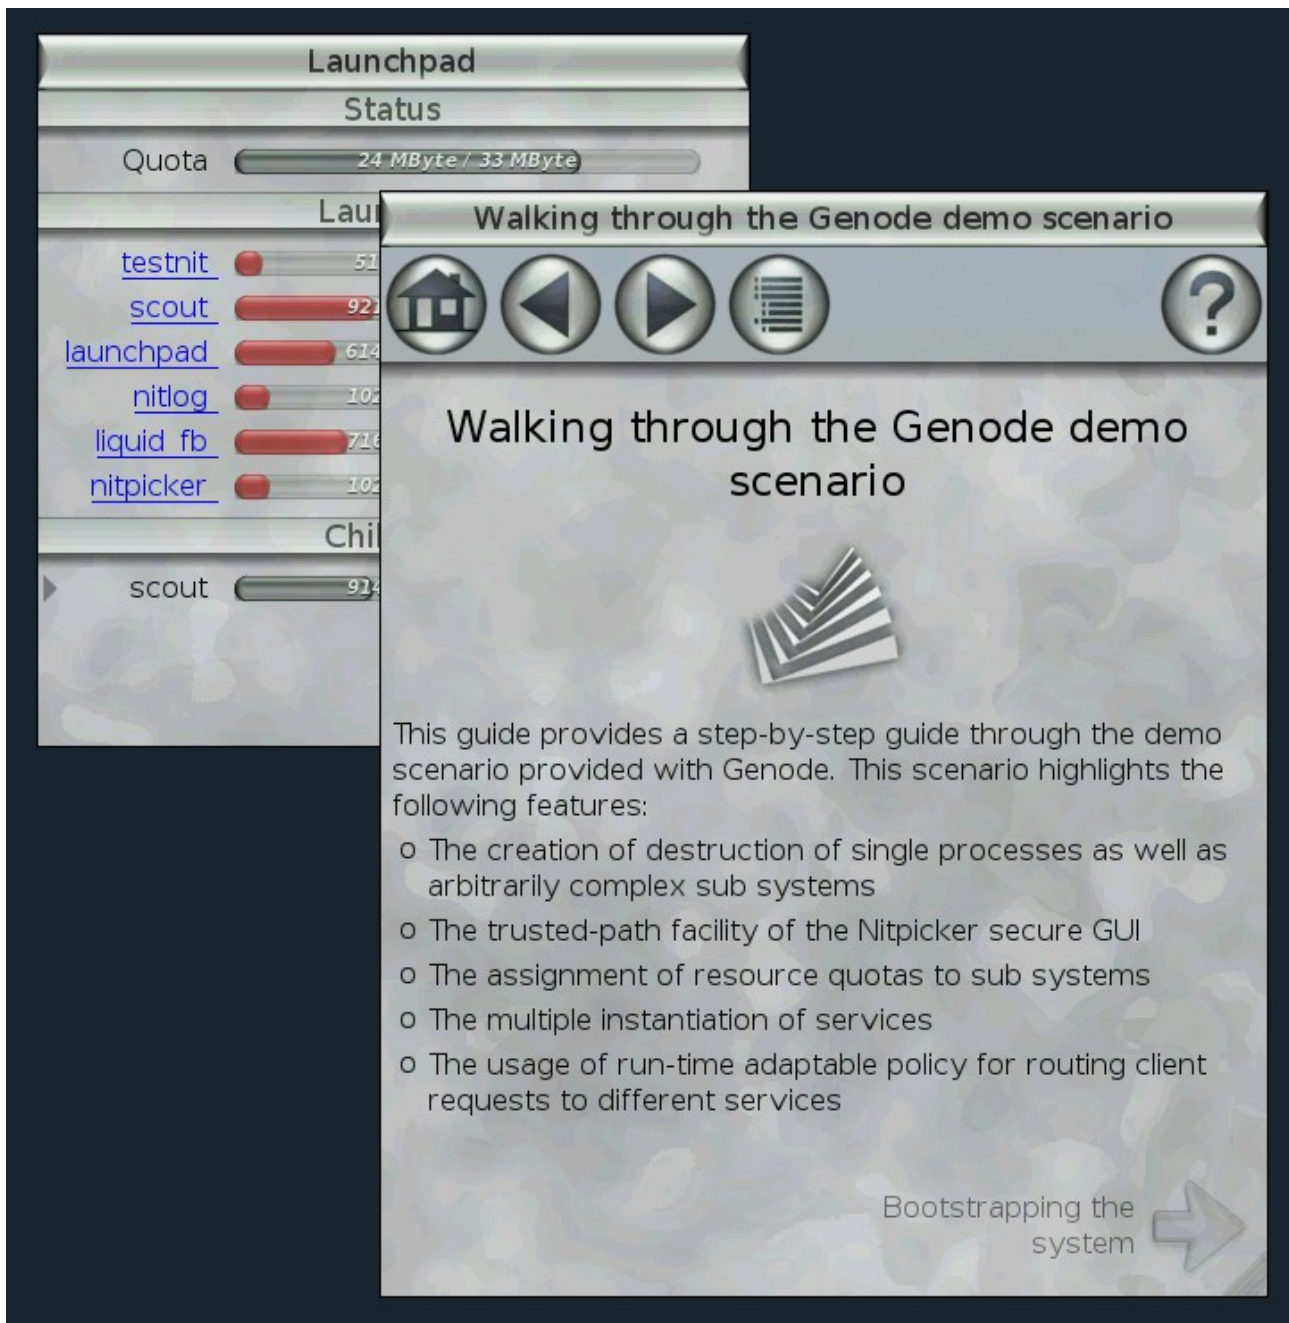 Launchpad
Status
Quota 24 MByte / 33 MByte
Walking through the Genode demo scenario
testnit
scout
launchpad
nitlog
liquid_fb
nitpicker
scout
?
Walking through the Genode demo
scenario
This guide provides a step-by-step guide through the demo
scenario provided with Genode. This scenario highlights the
following features:
o The creation of destruction of single processes as well as
arbitrarily complex sub systems
o The trusted-path facility of the Nitpicker secure GUI
o The assignment of resource quotas to sub systems
o The multiple instantiation of services
o The usage of run-time adaptable policy for routing client
requests to different services
Bootstrapping the
system